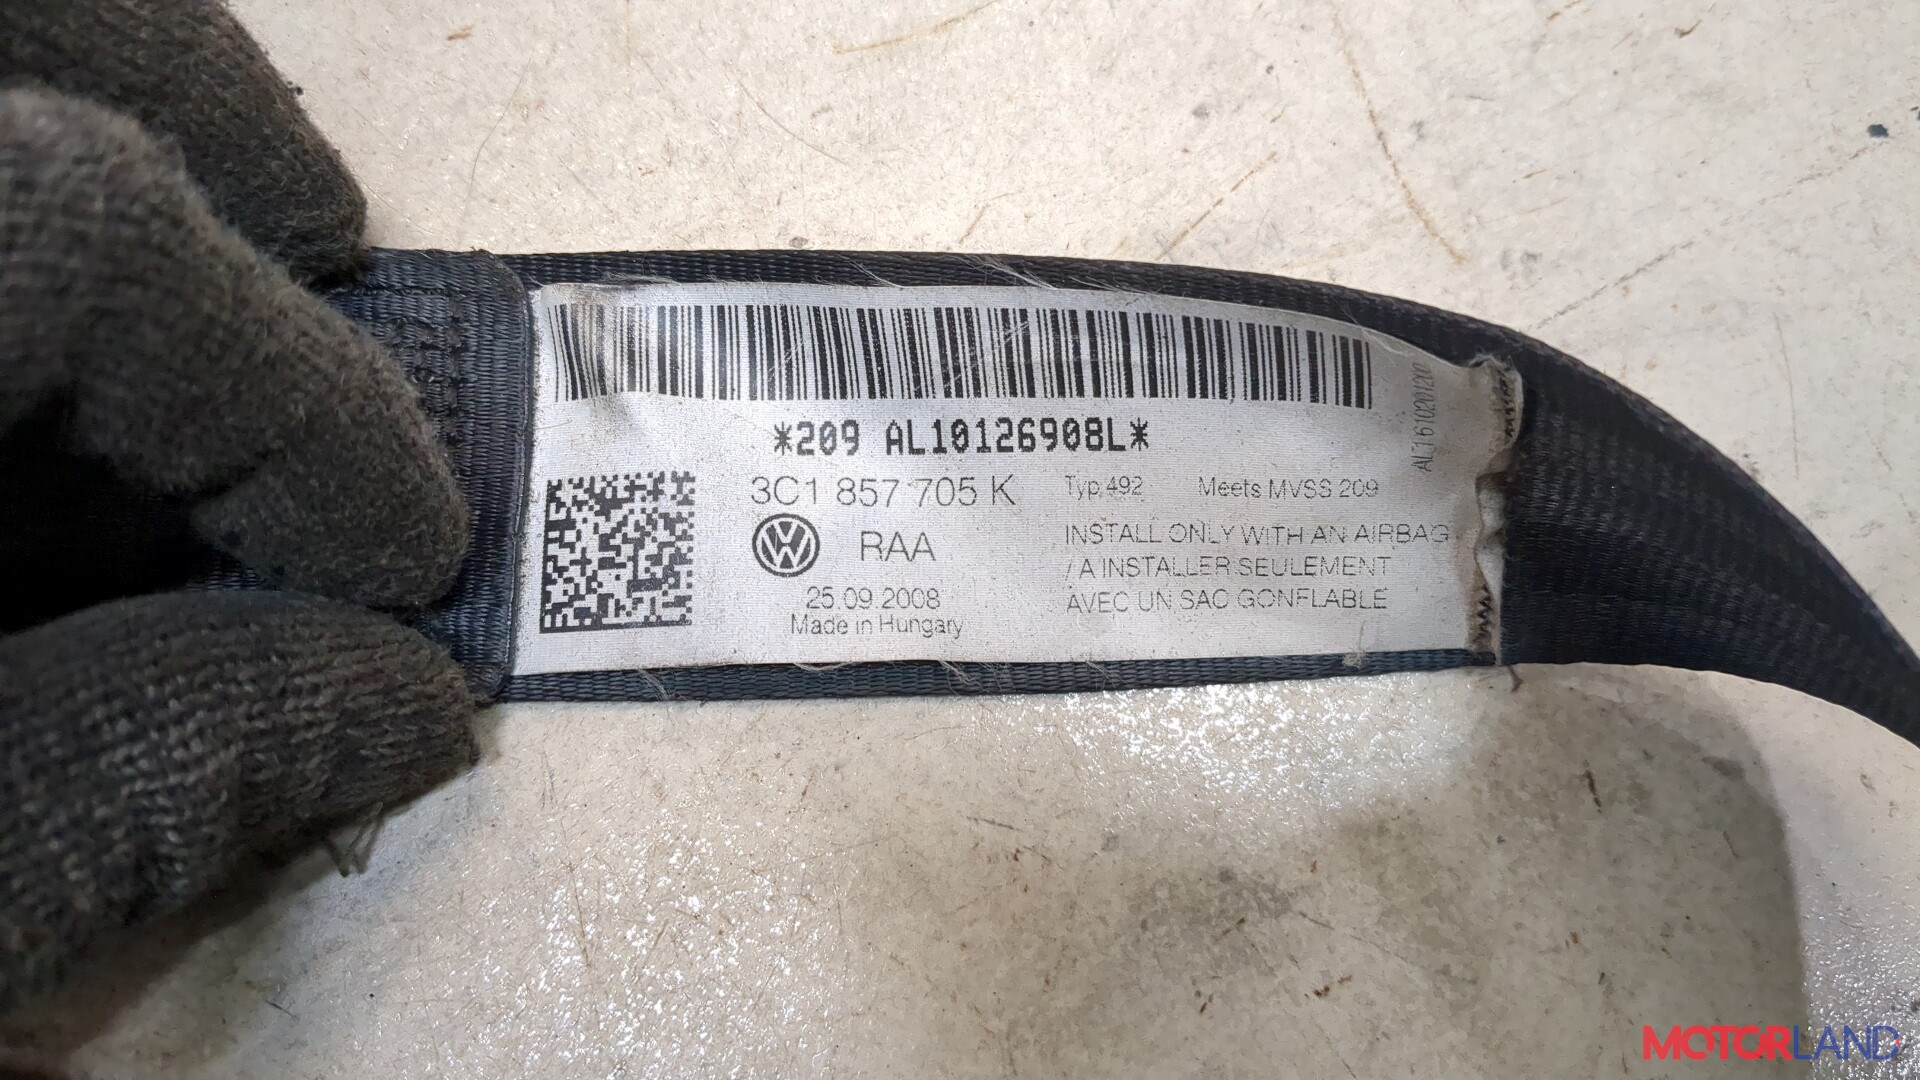 *209 AL10126908L*
3C1 857 705 K
Typ 492
Meets MVSS 209
RAA
INSTALL ONLY WITH AN AIRBAG
/ A INSTALLER SEULEMENT
AVEC UN SAC GONFLABLE
25.09.2008
Made in Hungary
MOTORLAND